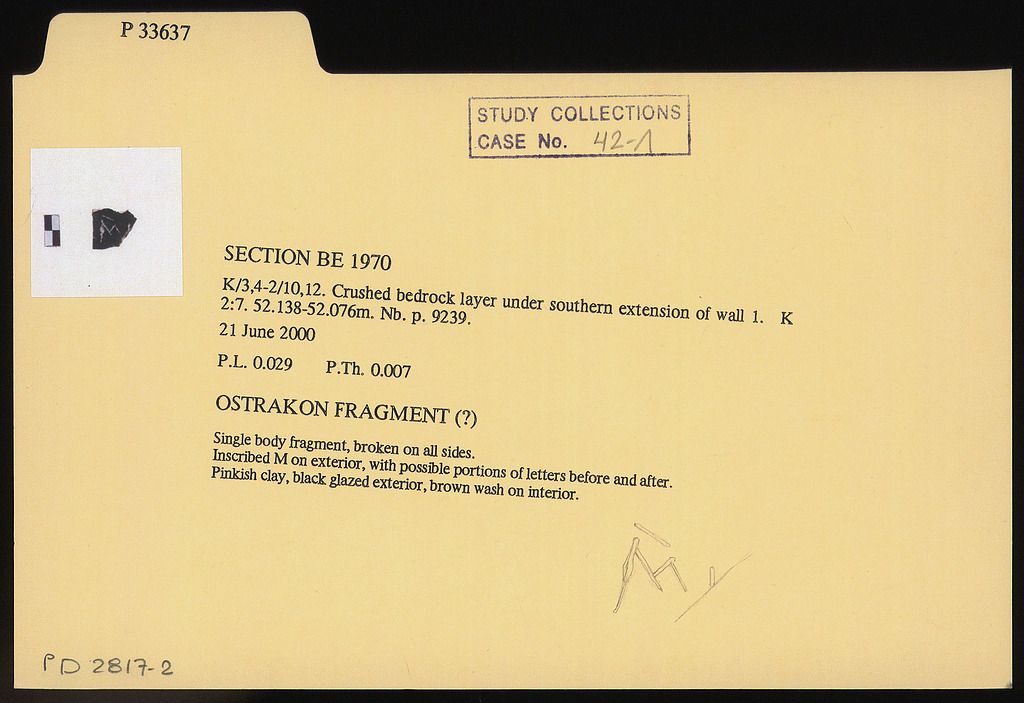 P 33637
STUDY COLLECTIONS
CASE No. 42-1
SECTION BE 1970
K/3,4-2/10,12. Crushed bedrock layer under southern extension of wall 1. K
2:7. 52.138-52.076m. Nb. p. 9239.
21 June 2000
P.L. 0.029 P.Th. 0.007
OSTRAKON FRAGMENT (?)
Single body fragment, broken on all sides.
Inscribed M on exterior, with possible portions of letters before and after.
Pinkish clay, black glazed exterior, brown wash on interior.
M
PD 2817-2